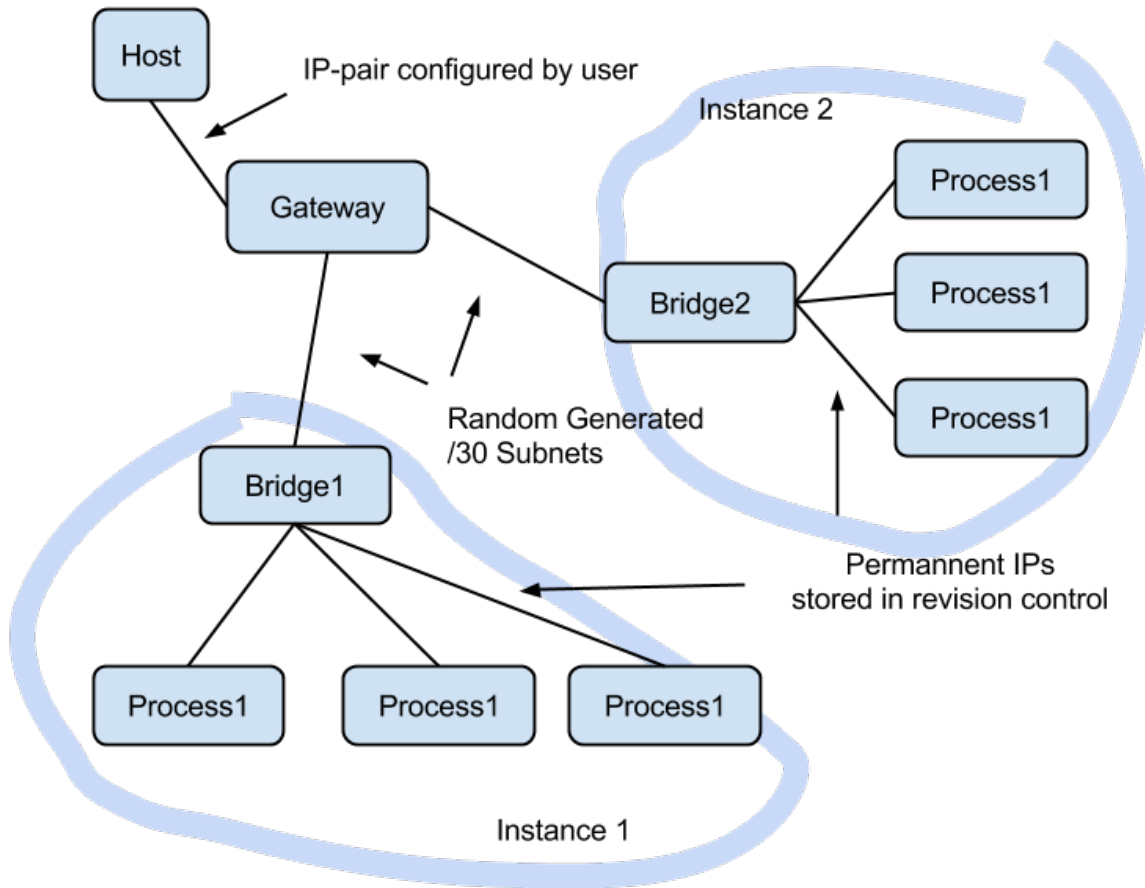 Host
IP-pair configured by user
Instance 2
Process1
Gateway
Process1
Bridge2
Process1
Random Generated
/30 Subnets
Bridge1
Permannent IPs
stored in revision control
Process1
Process1
Process1
Instance 1